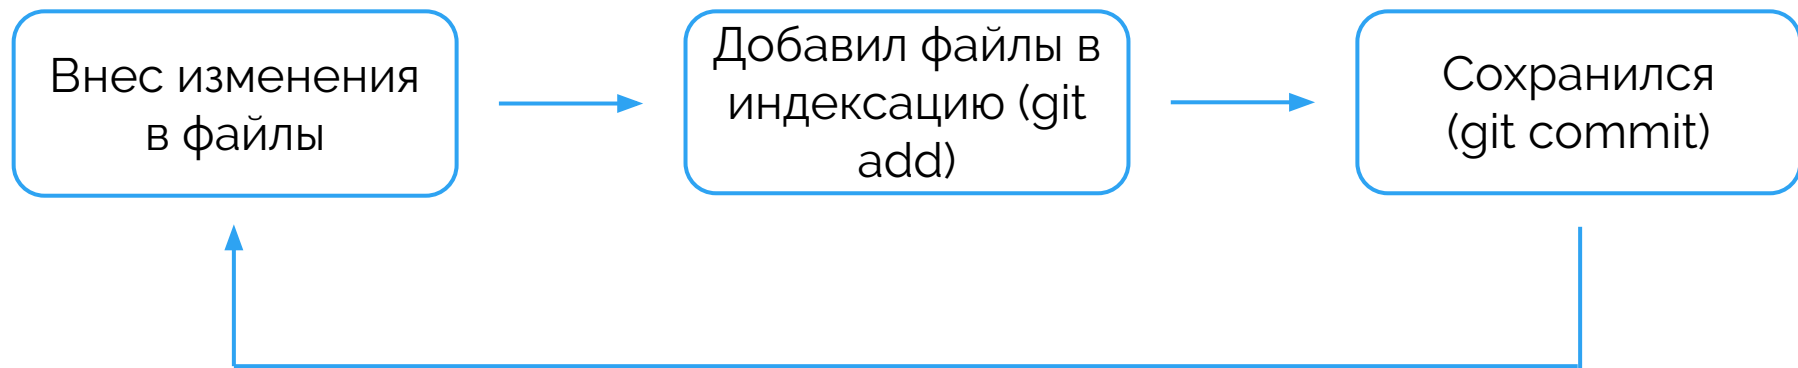 Внес изменения
в файлы
Добавил файлы в
индексацию (git
add)
Сохранился
(git commit)